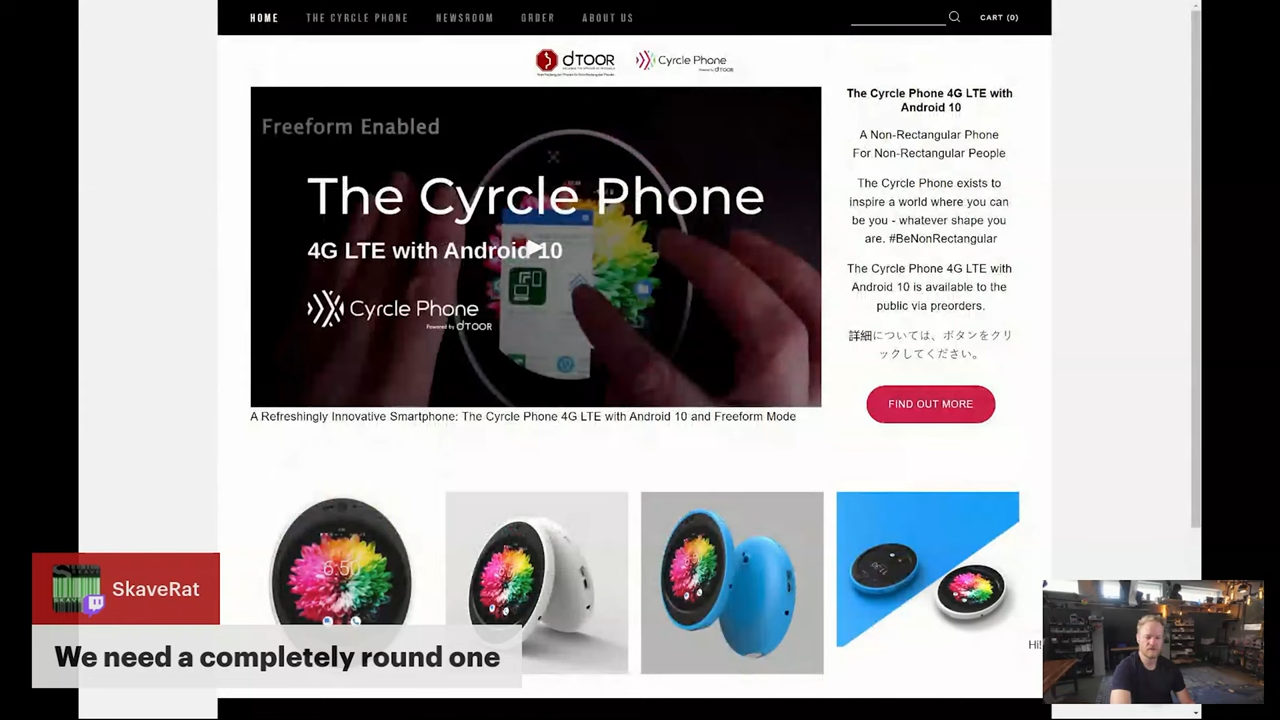 HOME THE CYRCLE PHONE NEWSROOM ORDER ABOUT US CART (0)
dTOOR
Cyrcle Phone
Powered by dTOOR
Freeform Enabled
The Cyrcle Phone
4G LTE with Android 10
Cyrcle Phone
Powered by dTOOR
A Refreshingly Innovative Smartphone: The Cyrcle Phone 4G LTE with Android 10 and Freeform Mode
The Cyrcle Phone 4G LTE with
Android 10
A Non-Rectangular Phone
For Non-Rectangular People
The Cyrcle Phone exists to
inspire a world where you can
be you - whatever shape you
are. #BeNonRectangular
The Cyrcle Phone 4G LTE with
Android 10 is available to the
public via preorders.
詳細については、ボタンをクリ
ックしてください。
FIND OUT MORE
6:50
SkaveRat
We need a completely round one
Hi!